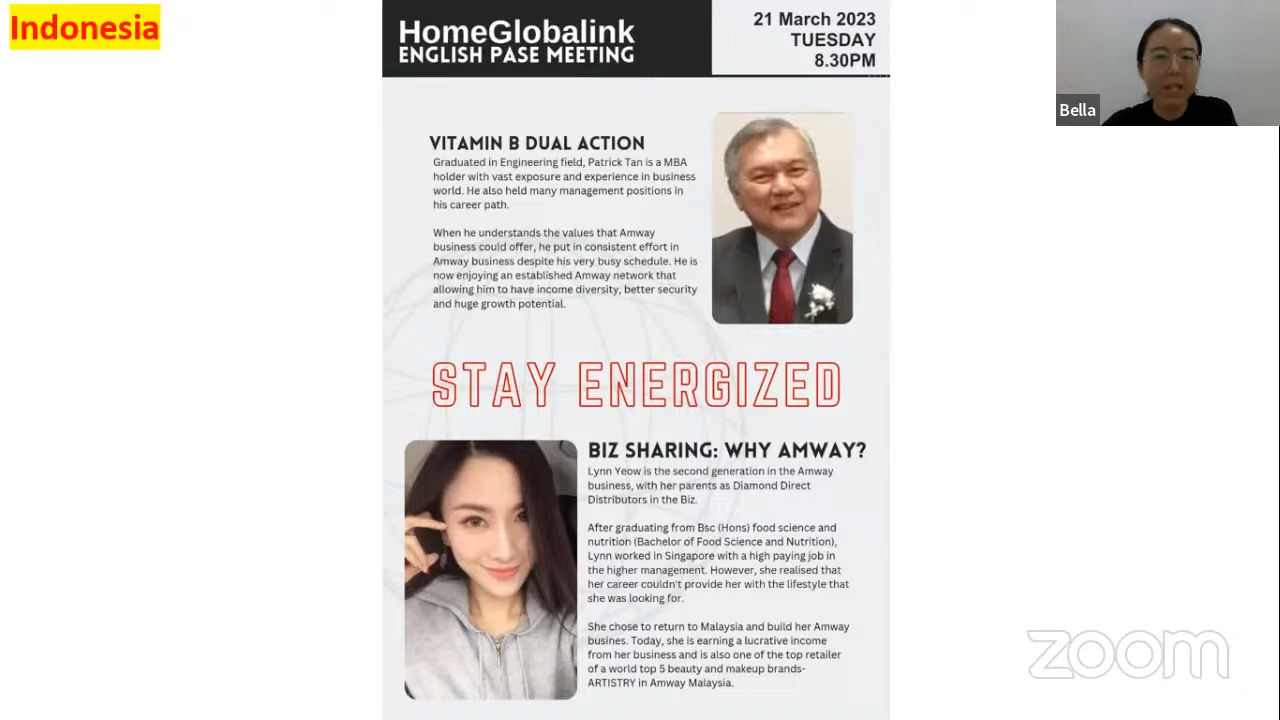 Indonesia
HomeGlobalink
ENGLISH PASE MEETING
21 March 2023
TUESDAY
8.30PM
Bella
VITAMIN B DUAL ACTION
Graduated in Engineering field, Patrick Tan is a MBA
holder with vast exposure and experience in business
world. He also held many management positions in
his career path.
When he understands the values that Amway
business could offer, he put in consistent effort in
Amway business despite his very busy schedule. He is
now enjoying an established Amway network that
allowing him to have income diversity, better security
and huge growth potential.
STAY ENERGIZED
BIZ SHARING: WHY AMWAY?
Lynn Yeow is the second generation in the Amway
business, with her parents as Diamond Direct
Distributors in the Biz.
After graduating from Bsc (Hons) food science and
nutrition (Bachelor of Food Science and Nutrition),
Lynn worked in Singapore with a high paying job in
the higher management. However, she realised that
her career couldn't provide her with the lifestyle that
she was looking for.
She chose to return to Malaysia and build her Amway
busines. Today, she is earning a lucrative income
from her business and is also one of the top retailer
of a world top 5 beauty and makeup brands-
ARTISTRY in Amway Malaysia.
zoom